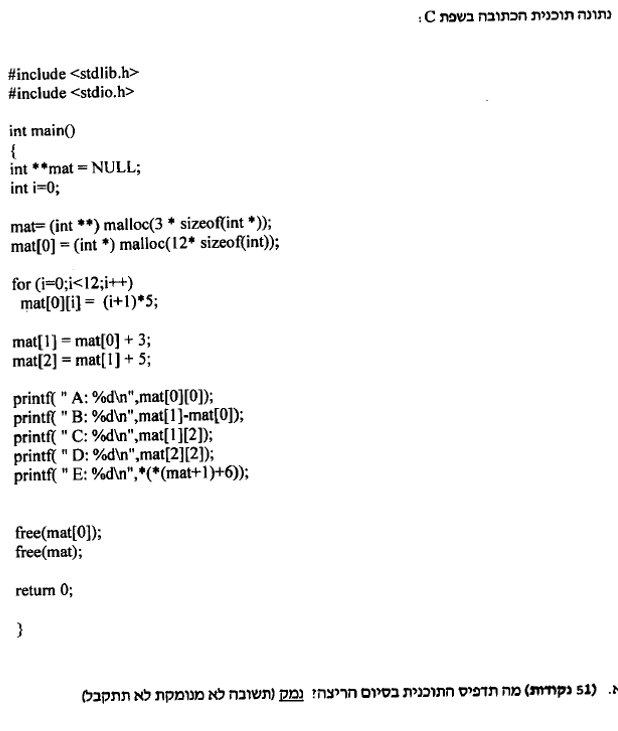 נתונה תוכנית הכתובה בשפת C :
#include <stdlib.h>
#include <stdio.h>
int main()
{
int **mat = NULL;
int i=0;
mat= (int **) malloc(3 * sizeof(int *));
mat[0] = (int *) malloc(12* sizeof(int));
for (i=0;i<12;i++)
mat[0][i] = (i+1)*5;
mat[1] = mat[0] + 3;
mat[2] = mat[1] + 5;
printf( " A: %d\n",mat[0][0]);
printf( " B: %d\n",mat[1]-mat[0]);
printf( " C: %d\n",mat[1][2]);
printf( " D: %d\n",mat[2][2]);
printf( " E: %d\n",*(*(mat+1)+6));
free(mat[0]);
free(mat);
return 0;
}
א. (15 נקודות) מה תדפיס התוכנית בסיום הריצה? נמק (תשובה לא מנומקת לא תתקבל)